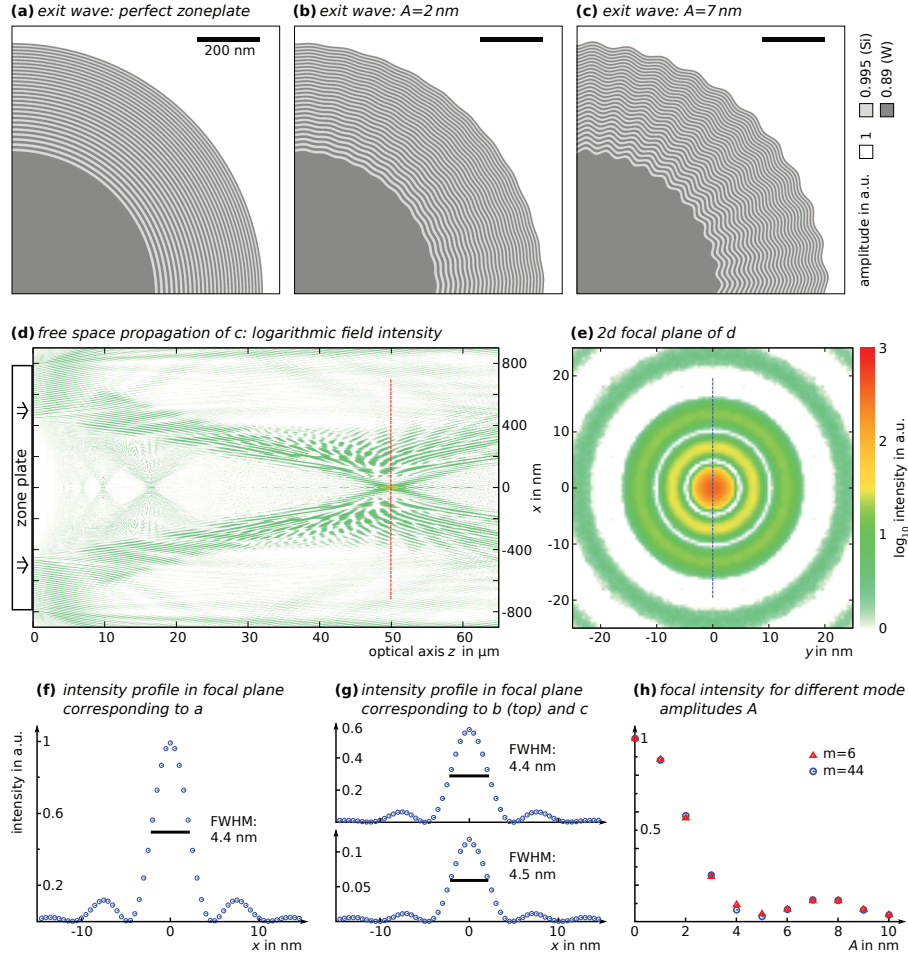 (a) exit wave: perfect zoneplate
200 nm
(b) exit wave: A=2 nm
(c) exit wave: A=7 nm
amplitude in a.u.
1
0.995 (Si)
0.89 (W)
(d) free space propagation of c: logarithmic field intensity
zone plate
800
400
0
-400
-800
x in nm
0
10
20
30
40
50
60
optical axis z in µm
(e) 2d focal plane of d
20
10
0
-10
-20
-20
-10
0
10
20
y in nm
3
2
1
0
log10 intensity in a.u.
(f) intensity profile in focal plane
corresponding to a
intensity in a.u.
1
0.6
0.2
FWHM:
4.4 nm
-10
0
10
x in nm
(g) intensity profile in focal plane
corresponding to b (top) and c
0.6
0.4
0.2
FWHM:
4.4 nm
0.1
0.05
FWHM:
4.5 nm
-10
0
10
x in nm
(h) focal intensity for different mode
amplitudes A
1
0.5
m=6
m=44
0
2
4
6
8
10
A in nm